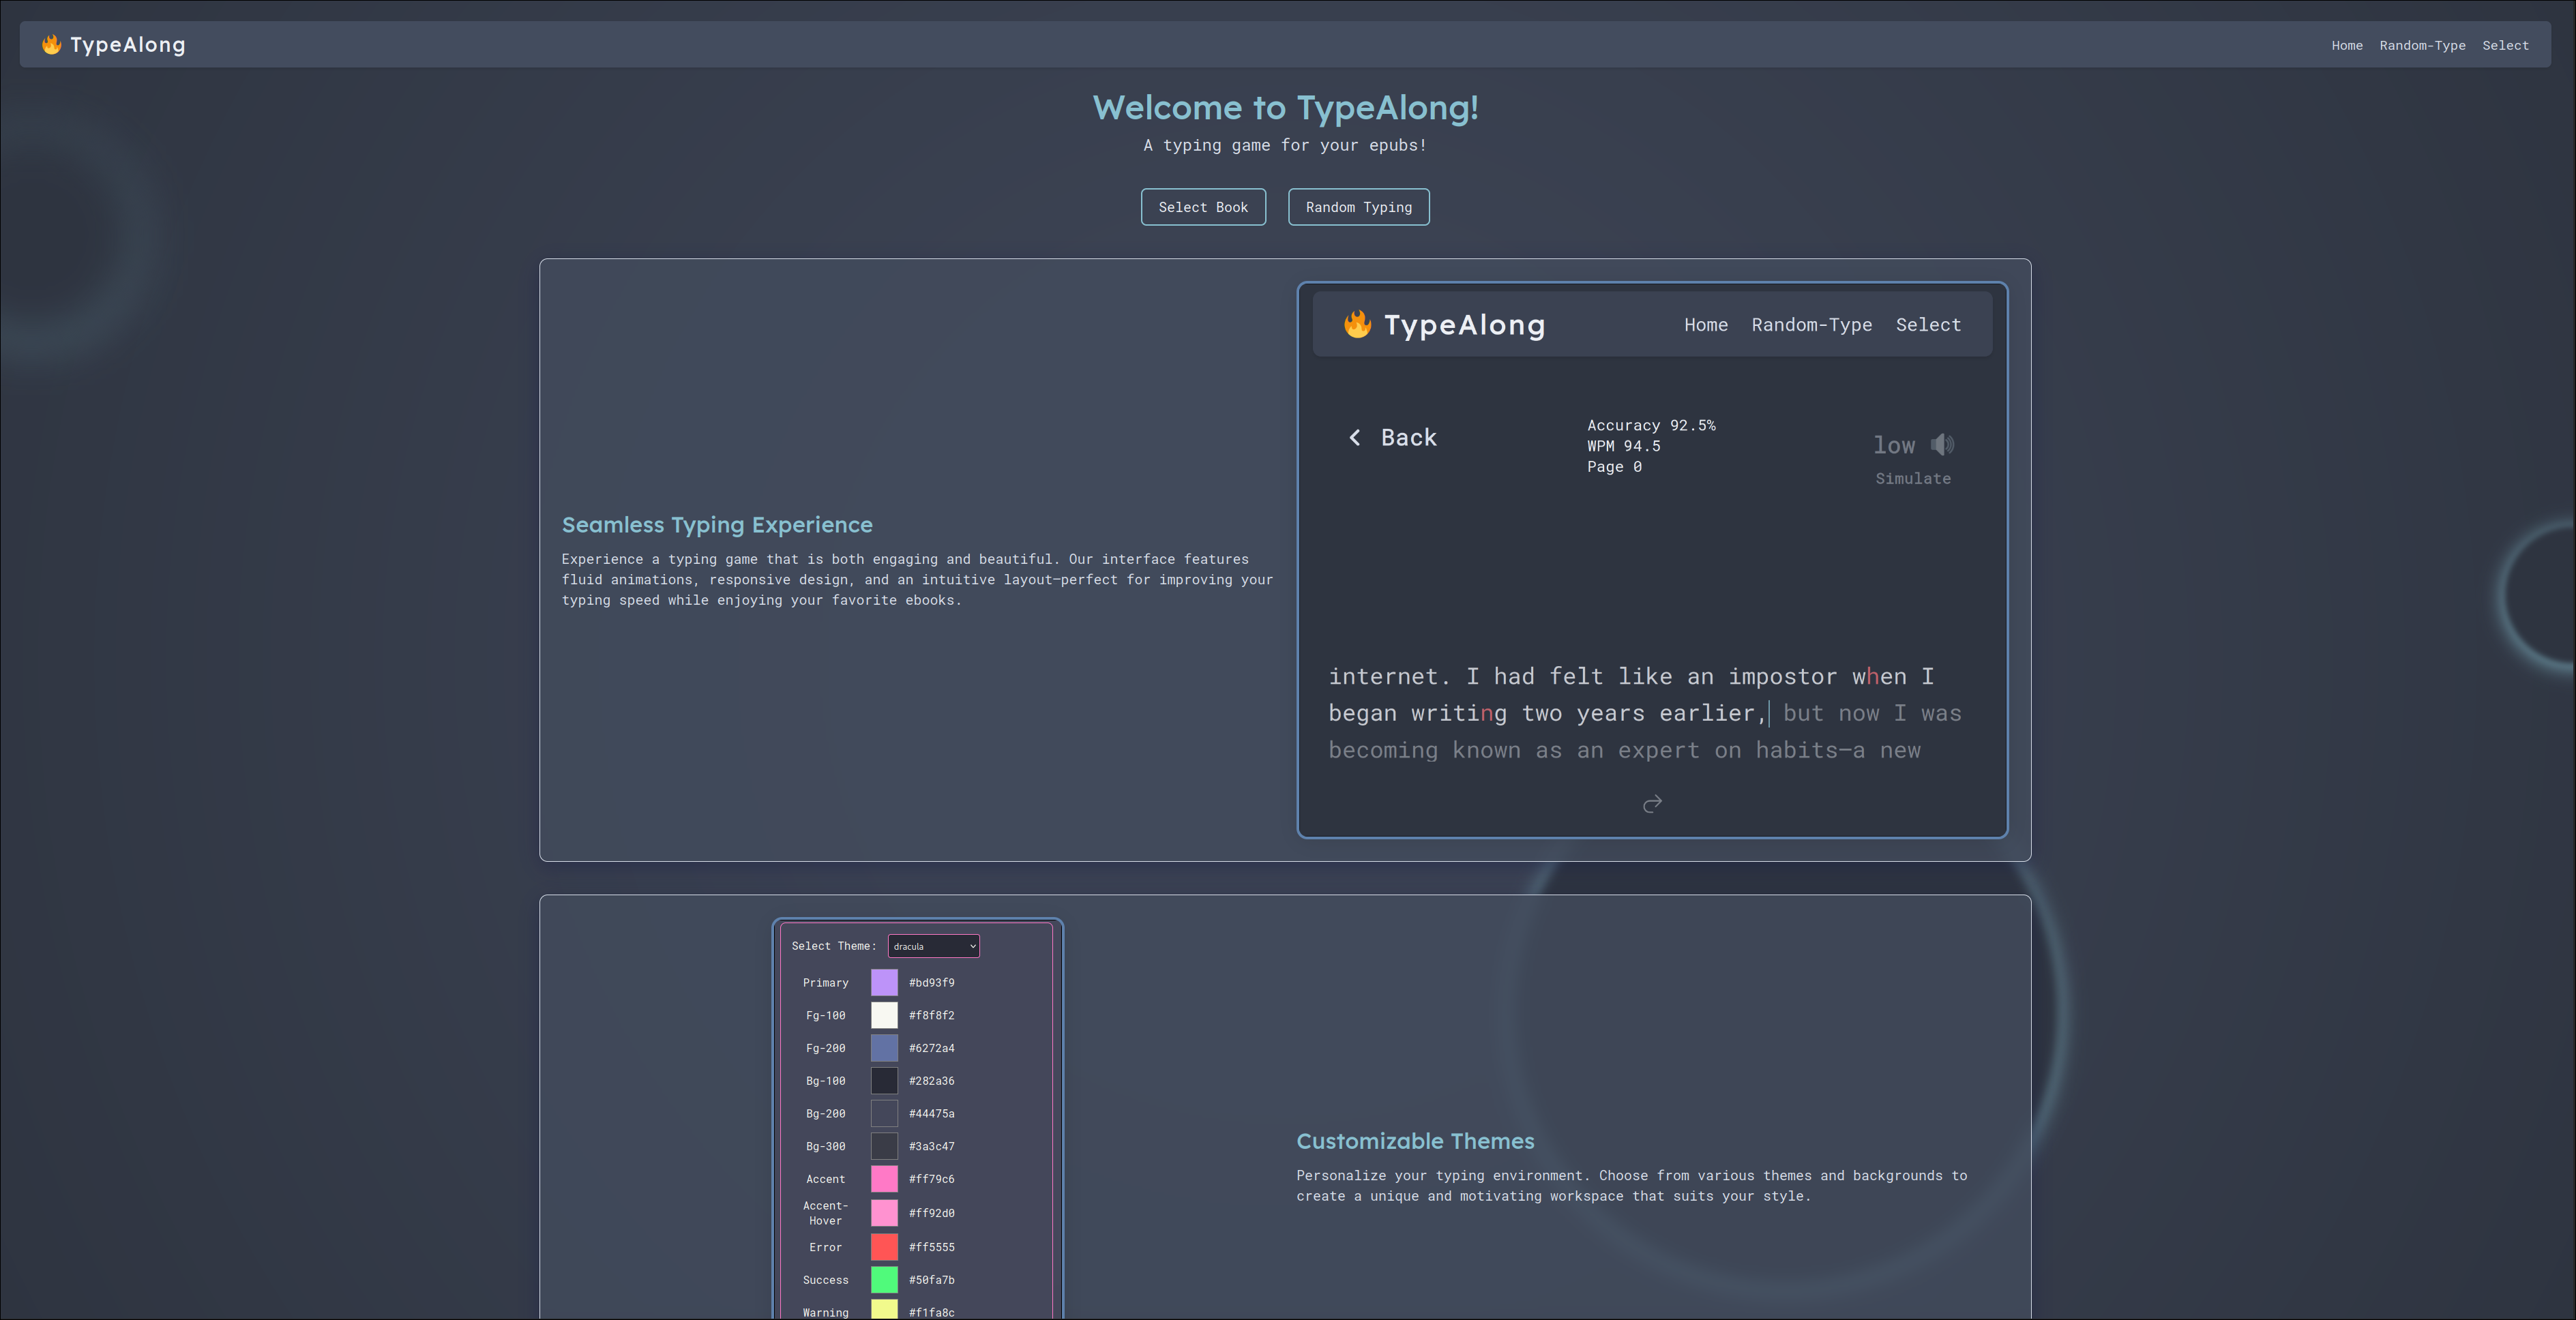 TypeAlong
Home Random-Type Select
Welcome to TypeAlong!
A typing game for your epubs!
Select Book Random Typing
Seamless Typing Experience
Experience a typing game that is both engaging and beautiful. Our interface features
fluid animations, responsive design, and an intuitive layout—perfect for improving your
typing speed while enjoying your favorite ebooks.
TypeAlong Home Random-Type Select
Back
Accuracy 92.5%
WPM 94.5
Page 0
low
Simulate
internet. I had felt like an impostor when I
began writing two years earlier, but now I was
becoming known as an expert on habits—a new
Select Theme: dracula
Primary #bd93f9
Fg-100 #f8f8f2
Fg-200 #6272a4
Bg-100 #282a36
Bg-200 #44475a
Bg-300 #3a3c47
Accent #ff79c6
Accent-
Hover #ff92d0
Error #ff5555
Success #50fa7b
Warning #f1fa8c
Customizable Themes
Personalize your typing environment. Choose from various themes and backgrounds to
create a unique and motivating workspace that suits your style.